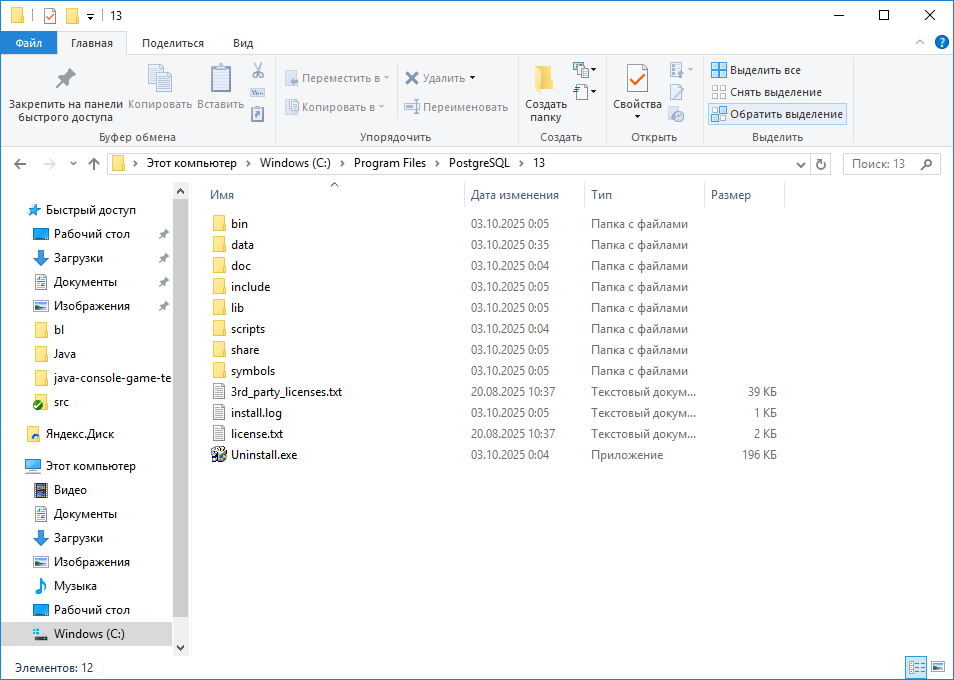 13
Файл Главная Поделиться Вид
Закрепить на панели быстрого доступа
Копировать
Вставить
Буфер обмена
Переместить в
Копировать в
Удалить
Переименовать
Упорядочить
Создать папку
Создать
Свойства
Открыть
Выделить все
Снять выделение
Обратить выделение
Выделить
Этот компьютер > Windows (C:) > Program Files > PostgreSQL > 13
Поиск: 13
Быстрый доступ
Рабочий стол
Загрузки
Документы
Изображения
bl
Java
java-console-game-te
src
Яндекс.Диск
Этот компьютер
Видео
Документы
Загрузки
Изображения
Музыка
Рабочий стол
Windows (C:)
Имя Дата изменения Тип Размер
bin 03.10.2025 0:05 Папка с файлами
data 03.10.2025 0:35 Папка с файлами
doc 03.10.2025 0:04 Папка с файлами
include 03.10.2025 0:05 Папка с файлами
lib 03.10.2025 0:05 Папка с файлами
scripts 03.10.2025 0:04 Папка с файлами
share 03.10.2025 0:05 Папка с файлами
symbols 03.10.2025 0:05 Папка с файлами
3rd_party_licenses.txt 20.08.2025 10:37 Текстовый докум... 39 КБ
install.log 03.10.2025 0:05 Текстовый докум... 1 КБ
license.txt 20.08.2025 10:37 Текстовый докум... 2 КБ
Uninstall.exe 03.10.2025 0:04 Приложение 196 КБ
Элементов: 12